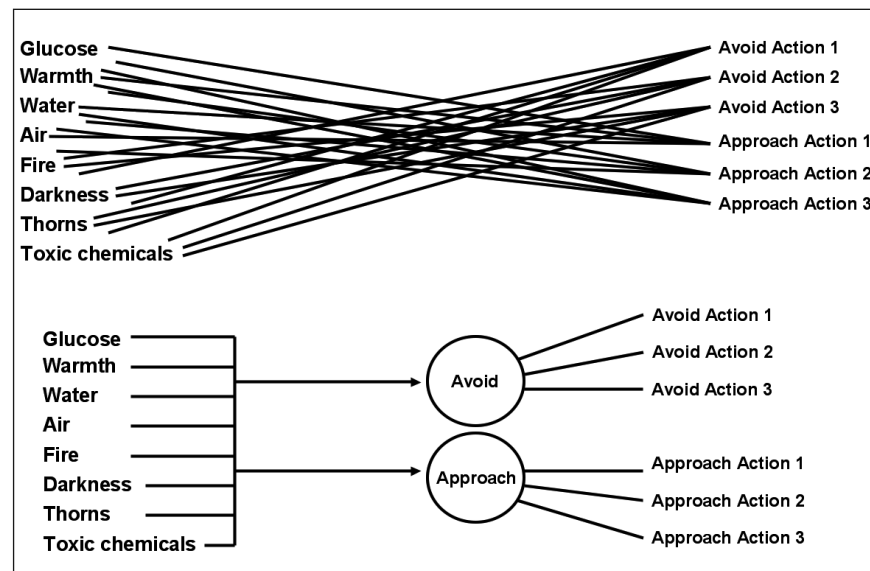 Glucose
Warmth
Water
Air
Fire
Darkness
Thorns
Toxic chemicals
Avoid Action 1
Avoid Action 2
Avoid Action 3
Approach Action 1
Approach Action 2
Approach Action 3
Glucose
Warmth
Water
Air
Fire
Darkness
Thorns
Toxic chemicals
Avoid
Approach
Avoid Action 1
Avoid Action 2
Avoid Action 3
Approach Action 1
Approach Action 2
Approach Action 3